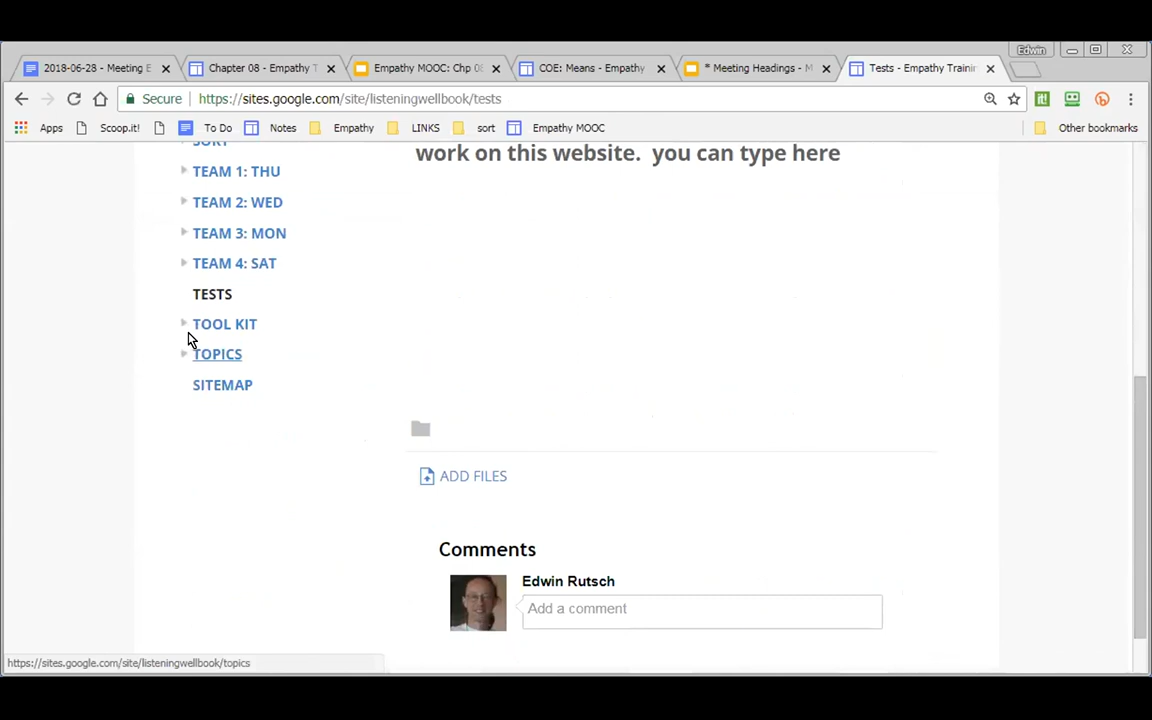 Edwin
2018-06-28 - Meeting E
Chapter 08 - Empathy T
Empathy MOOC: Chp 08
COE: Means - Empathy
* Meeting Headings - M
Tests - Empathy Trainin
Secure
https://sites.google.com/site/listeningwellbook/tests
Apps
Scoop.it!
To Do
Notes
Empathy
LINKS
sort
Empathy MOOC
Other bookmarks
SORT
work on this website. you can type here
TEAM 1: THU
TEAM 2: WED
TEAM 3: MON
TEAM 4: SAT
TESTS
TOOL KIT
TOPICS
SITEMAP
ADD FILES
Comments
Edwin Rutsch
Add a comment
https://sites.google.com/site/listeningwellbook/topics